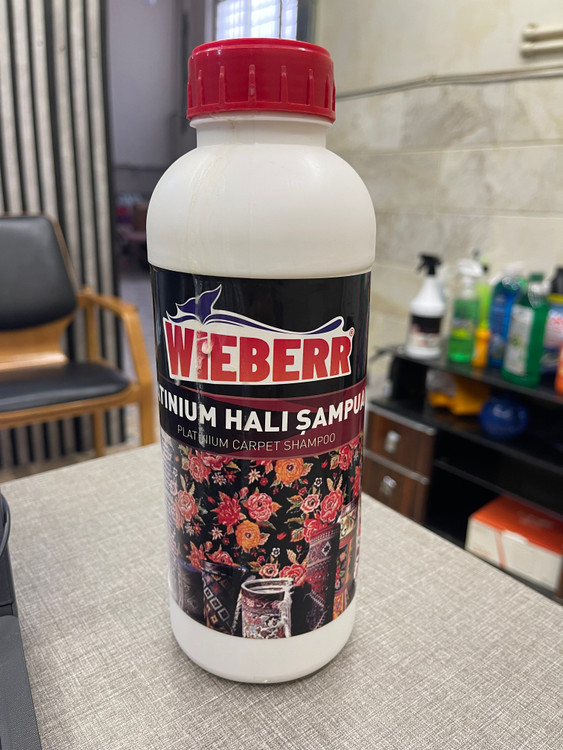 WIEBERR®
TINIUM HALI ŞAMPUA
PLATINIUM CARPET SHAMPOO